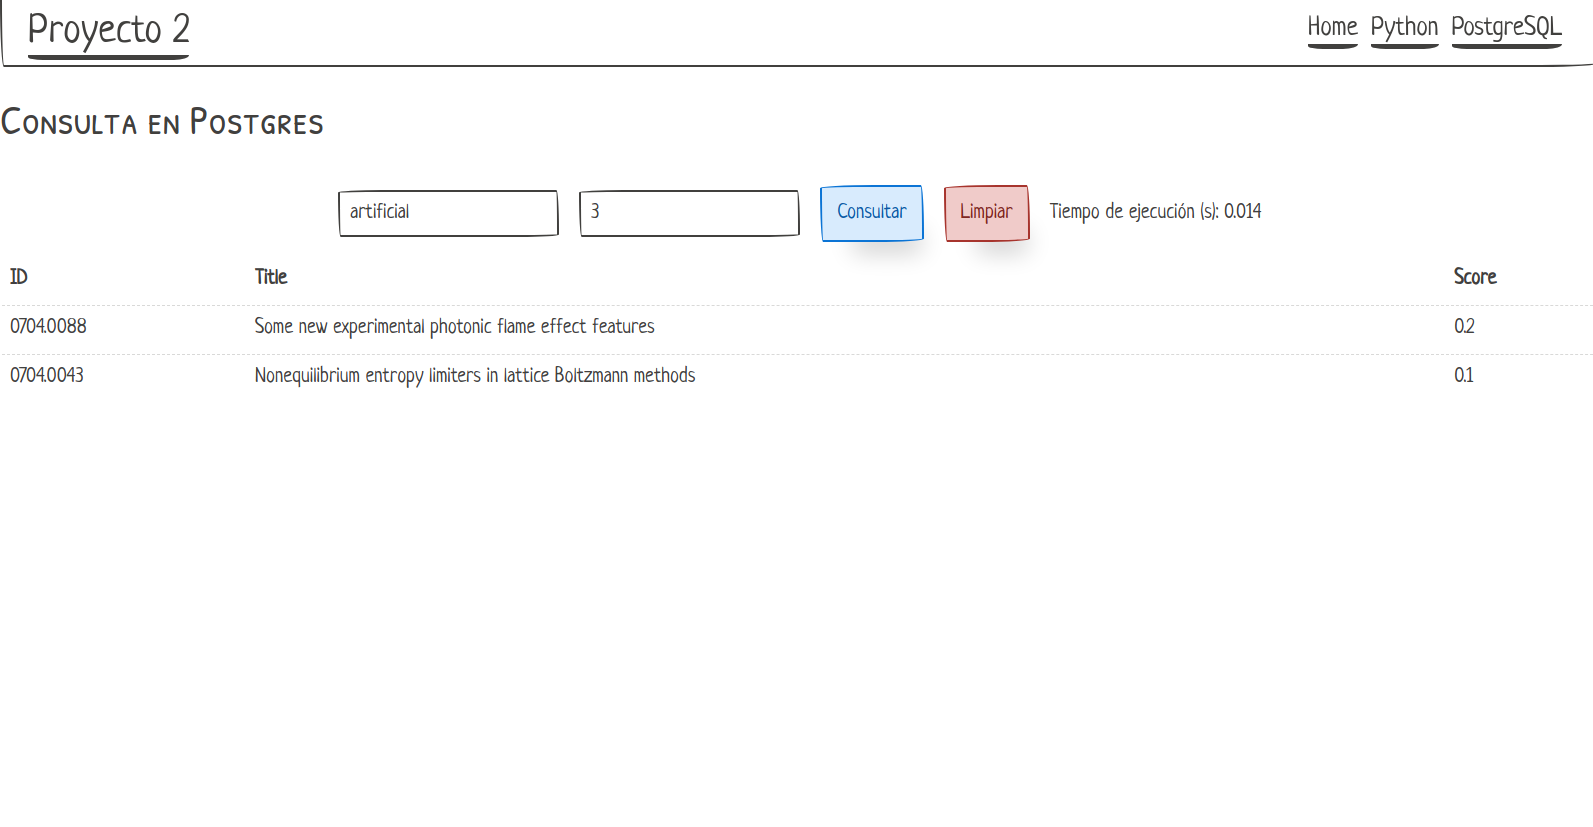 Proyecto 2 Home Python PostgreSQL
Consulta en Postgres
artificial 3 Consultar Limpiar Tiempo de ejecución (s): 0.014
ID Title Score
0704.0088 Some new experimental photonic flame effect features 0.2
0704.0043 Nonequilibrium entropy limiters in lattice Boltzmann methods 0.1